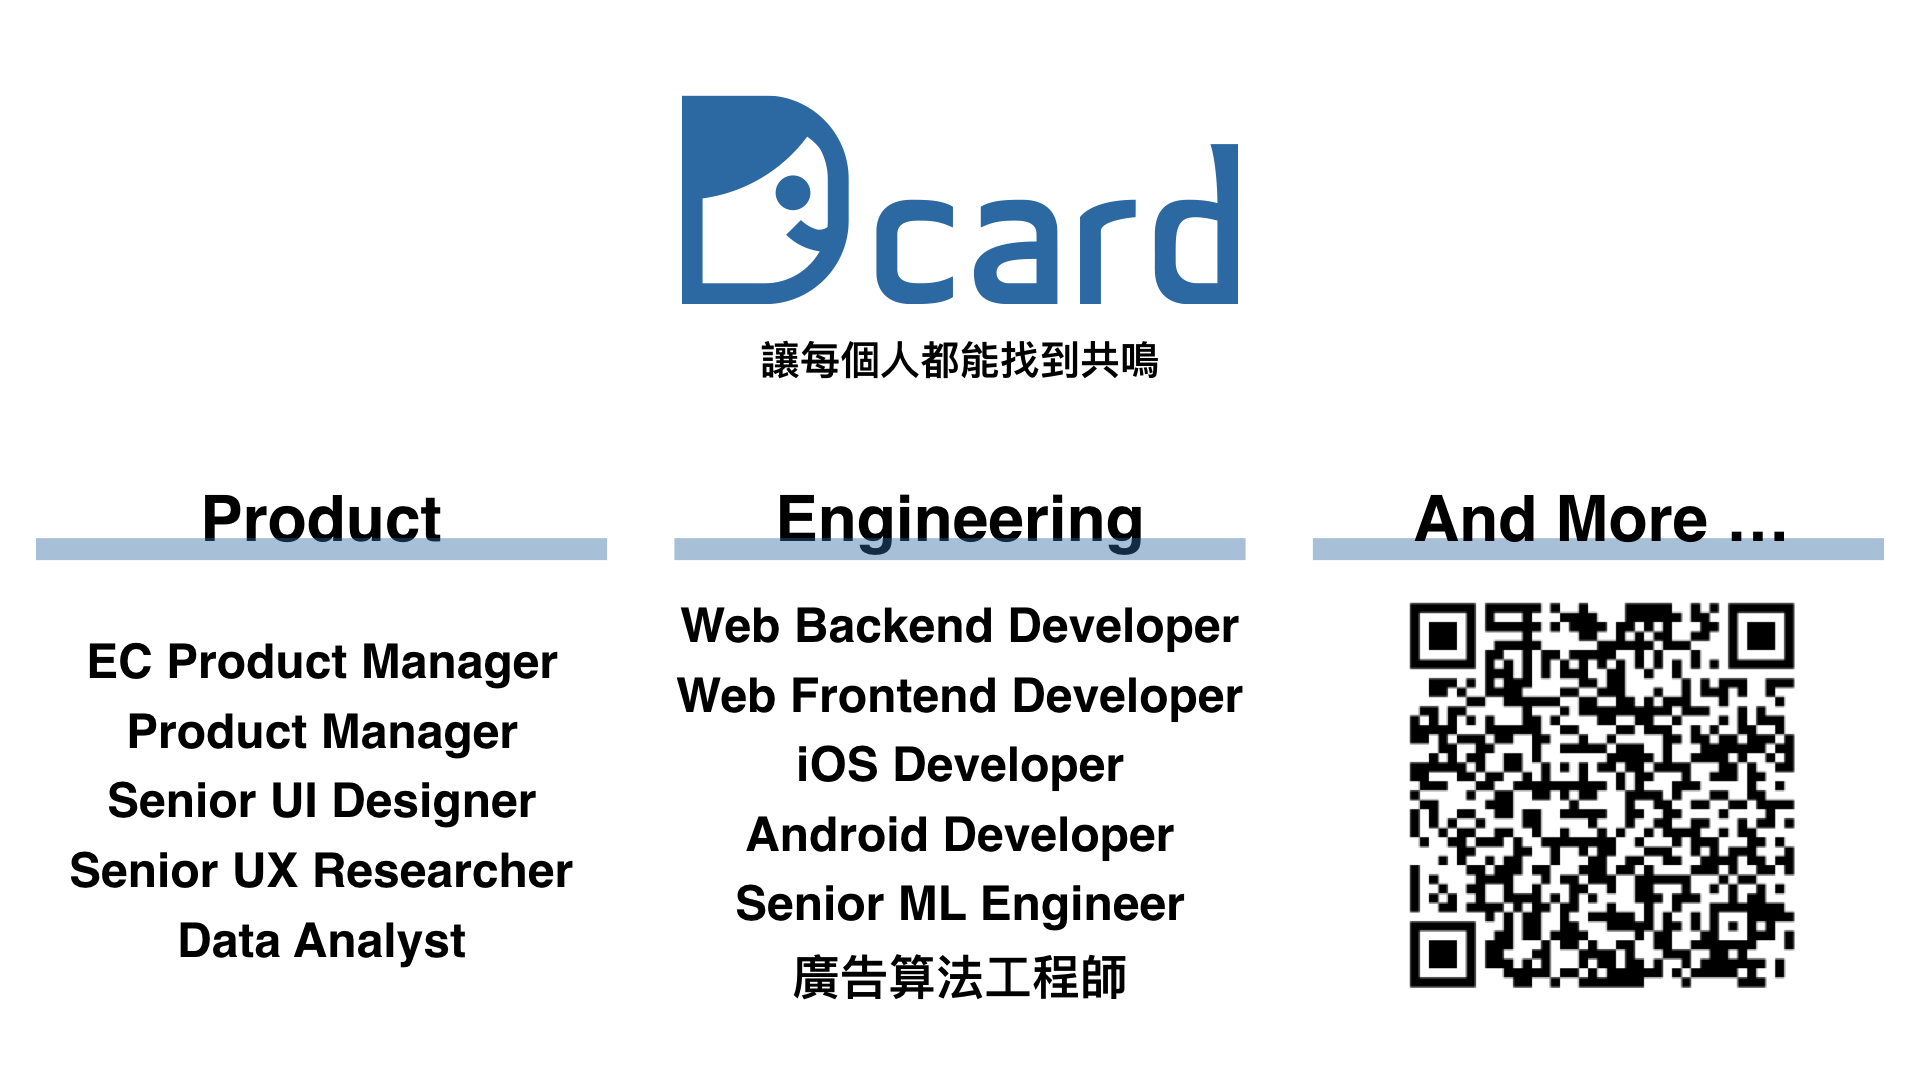 Dcard
讓每個人都能找到共鳴
Product
EC Product Manager
Product Manager
Senior UI Designer
Senior UX Researcher
Data Analyst
Engineering
Web Backend Developer
Web Frontend Developer
iOS Developer
Android Developer
Senior ML Engineer
廣告算法工程師
And More …